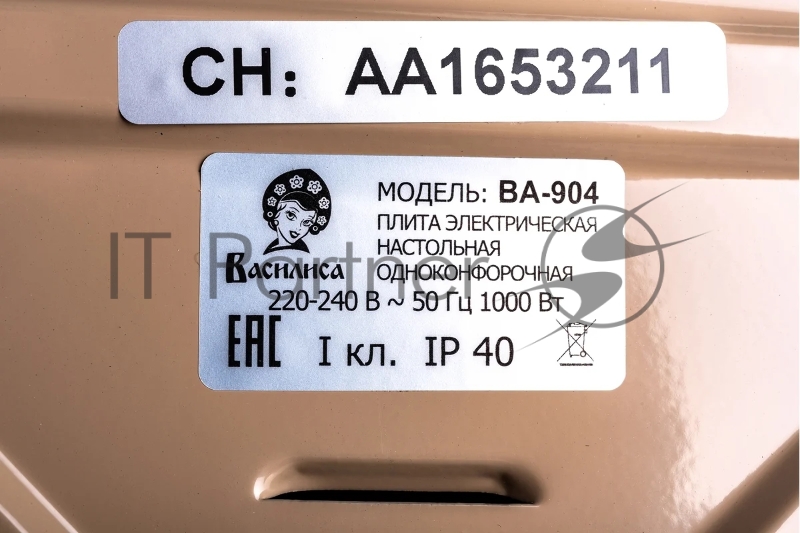 СН: АА1653211
МОДЕЛЬ: ВА-904
ПЛИТА ЭЛЕКТРИЧЕСКАЯ
НАСТОЛЬНАЯ
ОДНОКОНФОРОЧНАЯ
Василиса
220-240 В ~ 50 Гц 1000 Вт
ЕАС I кл. IP 40
IT Partner